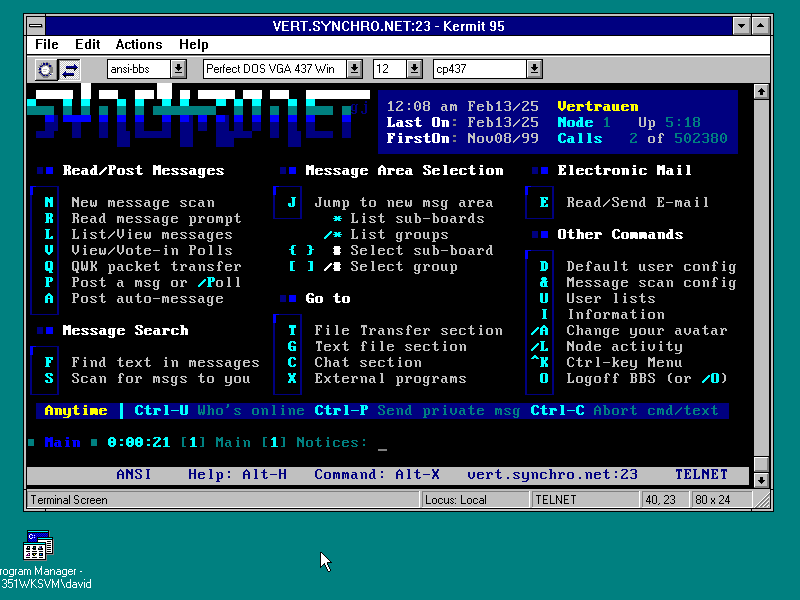 VERT.SYNCHRO.NET:23 - Kermit 95
File Edit Actions Help
ansi-bbs Perfect DOS VGA 437 Win 12 cp437
synchronet
12:08 am Feb13/25 Vertrauen
Last On: Feb13/25 Node 1 Up 5:18
FirstOn: Nov08/99 Calls 2 of 502380
Read/Post Messages
N New message scan
R Read message prompt
L List/View messages
V View/Vote-in Polls
Q QWK packet transfer
P Post a msg or /Poll
A Post auto-message
Message Search
F Find text in messages
S Scan for msgs to you
Message Area Selection
J Jump to new msg area
* List sub-boards
/* List groups
{ } # Select sub-board
[ ] /# Select group
Go to
T File Transfer section
G Text file section
C Chat section
X External programs
Electronic Mail
E Read/Send E-mail
Other Commands
D Default user config
& Message scan config
U User lists
I Information
/A Change your avatar
/L Node activity
^K Ctrl-key Menu
O Logoff BBS (or /O)
Anytime | Ctrl-U Who's online Ctrl-P Send private msg Ctrl-C Abort cmd/text
Main 0:00:21 [1] Main [1] Notices: _
ANSI Help: Alt-H Command: Alt-X vert.synchro.net:23 TELNET
Terminal Screen Locus: Local TELNET 40, 23 80 x 24
C:
rogram Manager -
351\WKSVM\david